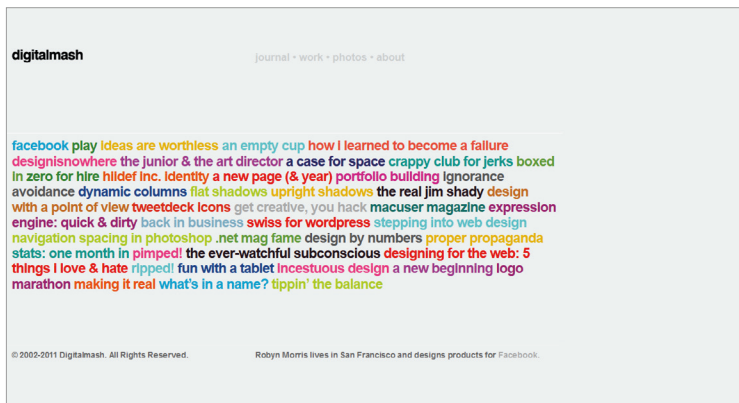 digitalmash
journal • work • photos • about
facebook play ideas are worthless an empty cup how I learned to become a failure
designisnowhere the junior & the art director a case for space crappy club for jerks boxed
in zero for hire hildef inc. identity a new page (& year) portfolio building ignorance
avoidance dynamic columns flat shadows upright shadows the real jim shady design
with a point of view tweetdeck icons get creative, you hack macuser magazine expression
engine: quick & dirty back in business swiss for wordpress stepping into web design
navigation spacing in photoshop .net mag fame design by numbers proper propaganda
stats: one month in pimped! the ever-watchful subconscious designing for the web: 5
things I love & hate ripped! fun with a tablet incestuous design a new beginning logo
marathon making it real what's in a name? tippin' the balance
© 2002-2011 Digitalmash. All Rights Reserved.
Robyn Morris lives in San Francisco and designs products for Facebook.